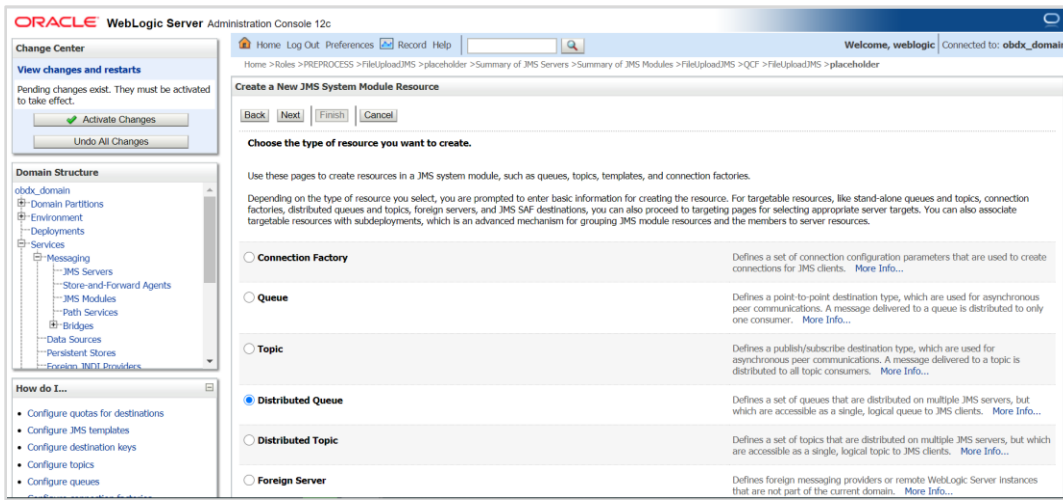 ORACLE WebLogic Server Administration Console 12c
Change Center
View changes and restarts
Pending changes exist. They must be activated
to take effect.
Activate Changes
Undo All Changes
Domain Structure
obdx_domain
Domain Partitions
Environment
Deployments
Services
Messaging
JMS Servers
Store-and-Forward Agents
JMS Modules
Path Services
Bridges
Data Sources
Persistent Stores
Foreign JNDI Providers
How do I...
Configure quotas for destinations
Configure JMS templates
Configure destination keys
Configure topics
Configure queues
Configure connection factories
Home Log Out Preferences Record Help
Welcome, weblogic Connected to: obdx_domain
Home >Roles >PREPROCESS >FileUploadJMS >placeholder >Summary of JMS Servers >Summary of JMS Modules >FileUploadJMS >QCF >FileUploadJMS >placeholder
Create a New JMS System Module Resource
Back Next Finish Cancel
Choose the type of resource you want to create.
Use these pages to create resources in a JMS system module, such as queues, topics, templates, and connection factories.
Depending on the type of resource you select, you are prompted to enter basic information for creating the resource. For targetable resources, like stand-alone queues and topics, connection
factories, distributed queues and topics, foreign servers, and JMS SAF destinations, you can also proceed to targeting pages for selecting appropriate server targets. You can also associate
targetable resources with subdeployments, which is an advanced mechanism for grouping JMS module resources and the members to server resources.
Connection Factory
Defines a set of connection configuration parameters that are used to create
connections for JMS clients. More Info...
Queue
Defines a point-to-point destination type, which are used for asynchronous
peer communications. A message delivered to a queue is distributed to only
one consumer. More Info...
Topic
Defines a publish/subscribe destination type, which are used for
asynchronous peer communications. A message delivered to a topic is
distributed to all topic consumers. More Info...
Distributed Queue
Defines a set of queues that are distributed on multiple JMS servers, but
which are accessible as a single, logical queue to JMS clients. More Info...
Distributed Topic
Defines a set of topics that are distributed on multiple JMS servers, but which
are accessible as a single, logical topic to JMS clients. More Info...
Foreign Server
Defines foreign messaging providers or remote WebLogic Server instances
that are not part of the current domain. More Info...